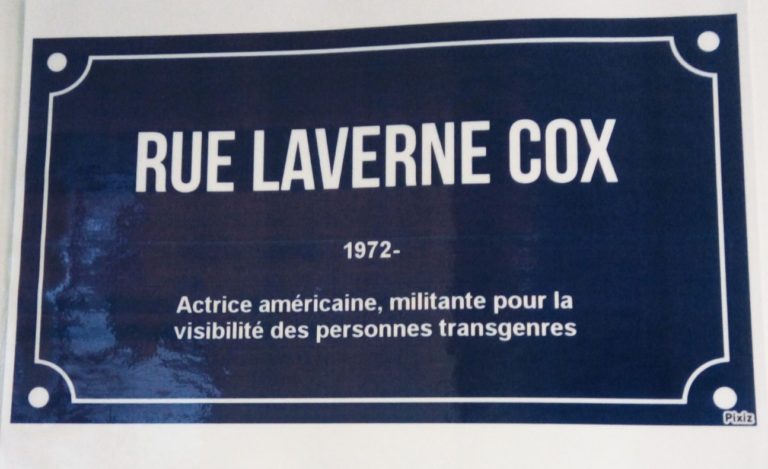 RUE LAVERNE COX
1972-
Actrice américaine, militante pour la
visibilité des personnes transgenres
Pixiz